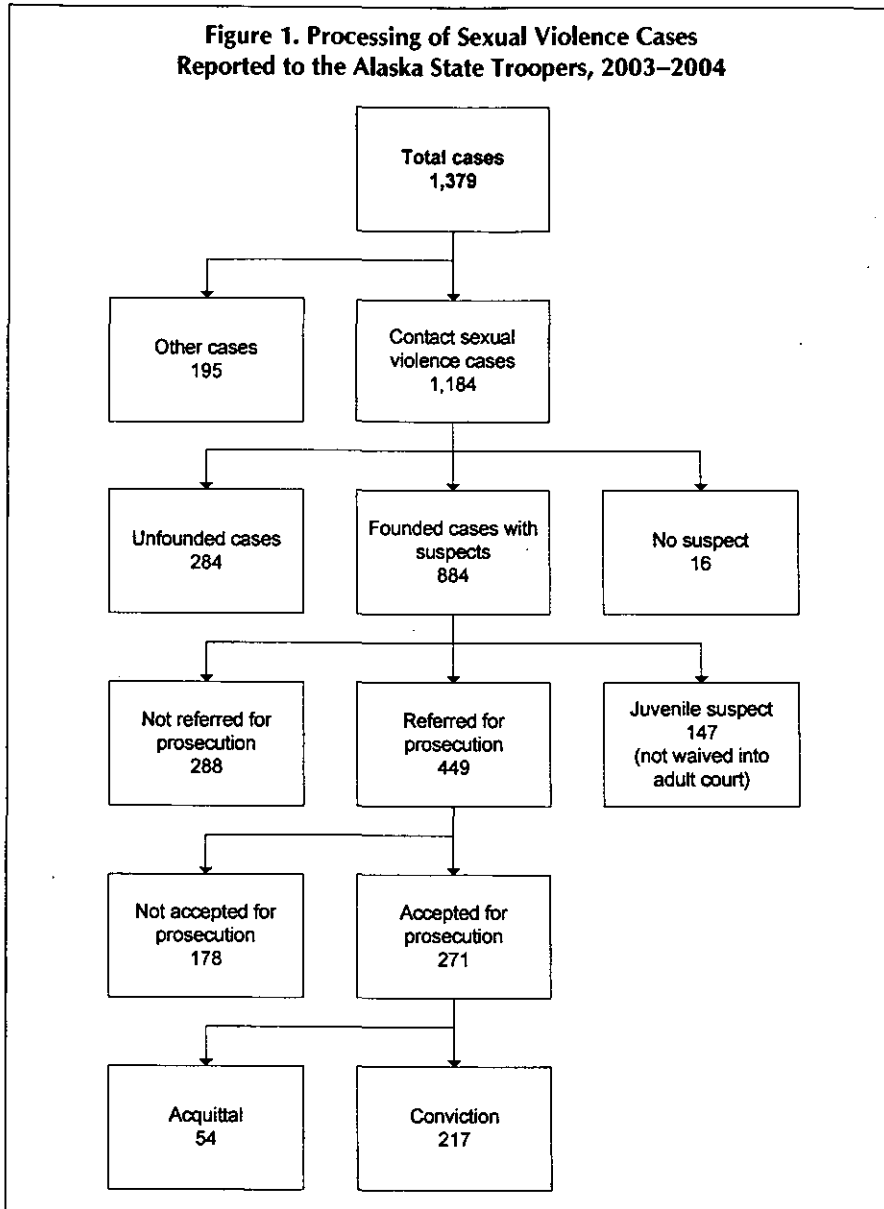 Figure 1. Processing of Sexual Violence Cases
Reported to the Alaska State Troopers, 2003–2004
Total cases
1,379
Other cases
195
Contact sexual
violence cases
1,184
Unfounded cases
284
Founded cases with
suspects
884
No suspect
16
Not referred for
prosecution
288
Referred for
prosecution
449
Juvenile suspect
147
(not waived into
adult court)
Not accepted for
prosecution
178
Accepted for
prosecution
271
Acquittal
54
Conviction
217